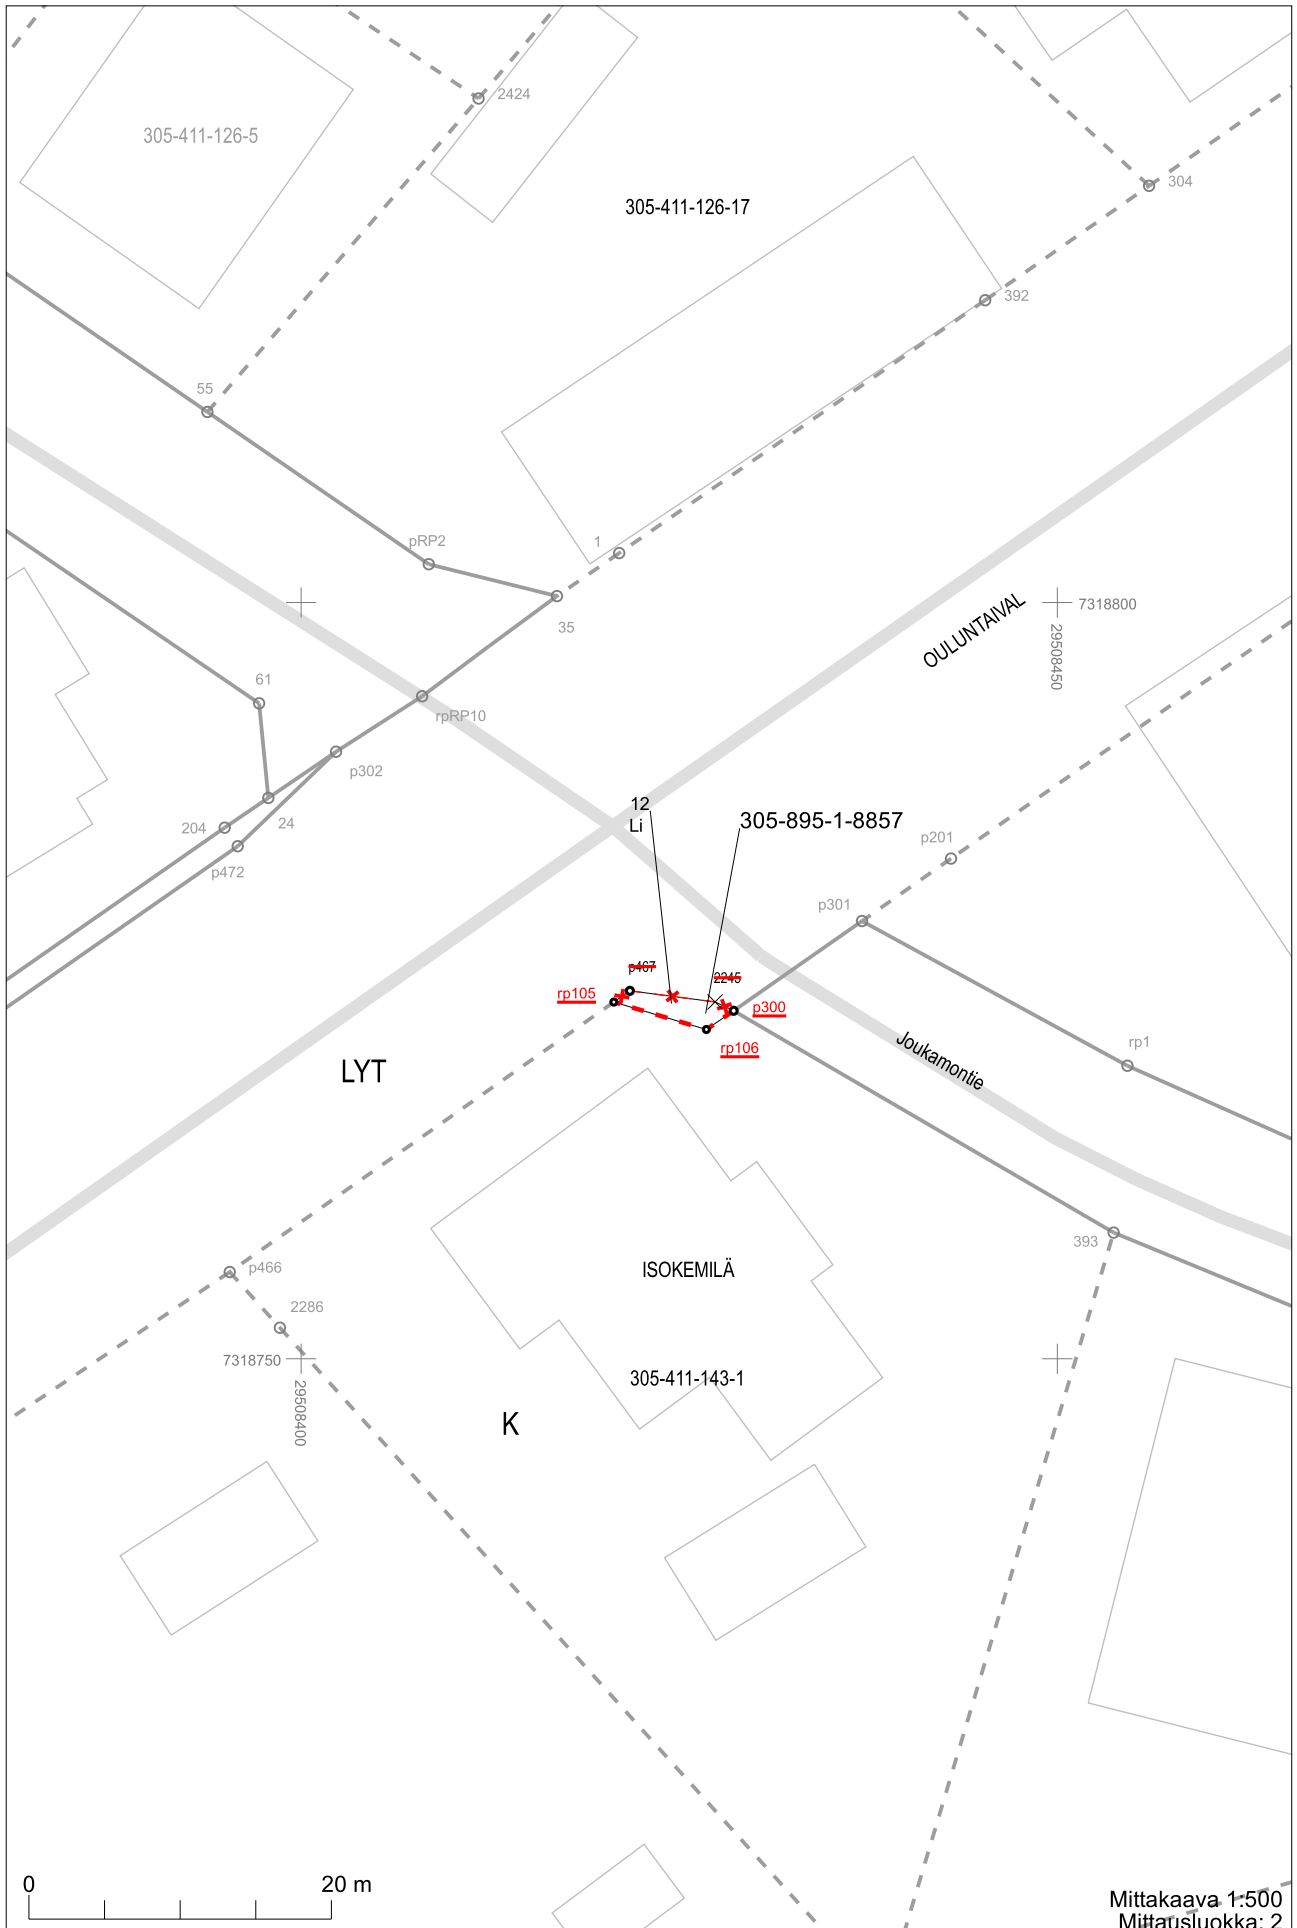 2424
305-411-126-5
304
305-411-126-17
392
55
pRP2
1
35
OULUNTAIVAL
7318800
29508450
61
rpRP10
p302
12
Li
305-895-1-8857
204
24
p472
p201
p301
p467
2245
rp105
p300
rp106
Joukamontie
rp1
LYT
393
p466
ISOKEMILÄ
2286
7318750
29508400
305-411-143-1
K
0
20 m
Mittakaava 1:500
Mittausluokka: 2